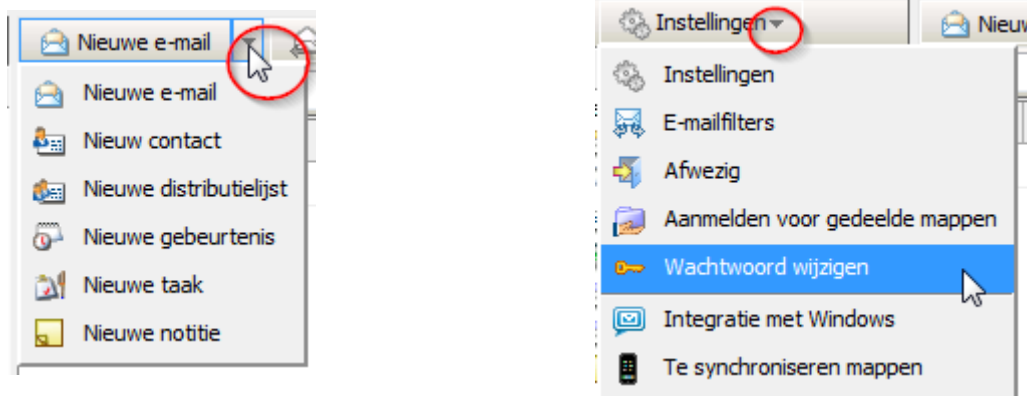 Nieuwe e-mail
Nieuwe e-mail
Nieuw contact
Nieuwe distributielijst
Nieuwe gebeurtenis
Nieuwe taak
Nieuwe notitie
Instellingen
Instellingen
E-mailfilters
Afwezig
Aanmelden voor gedeelde mappen
Wachtwoord wijzigen
Integratie met Windows
Te synchroniseren mappen